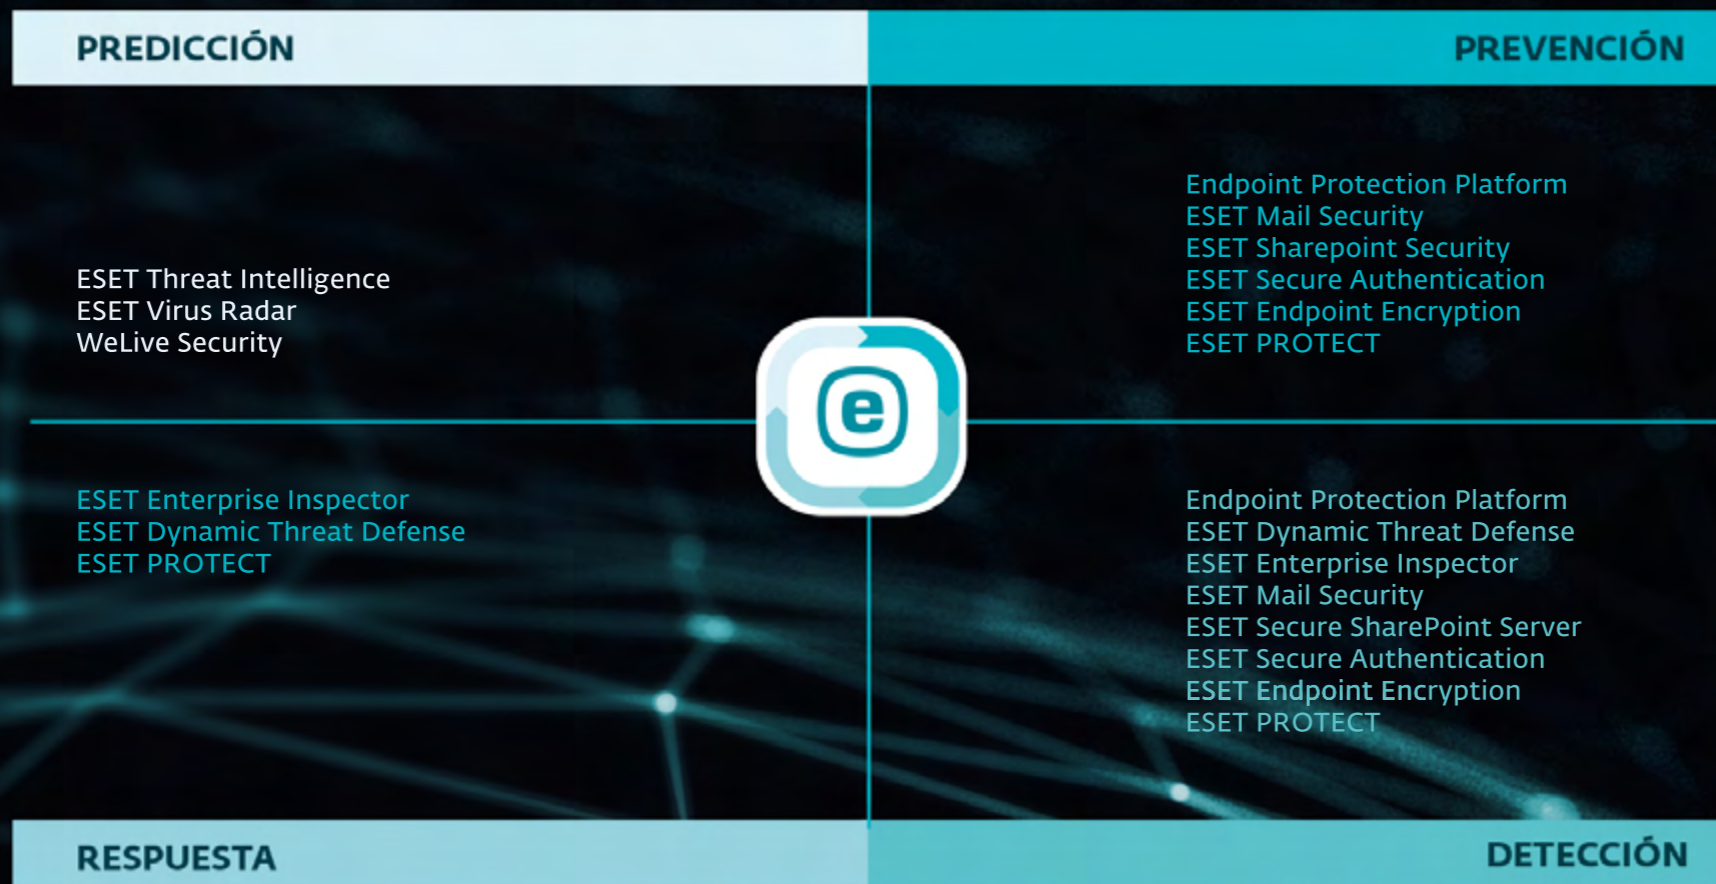 PREDICCIÓN
PREVENCIÓN
ESET Threat Intelligence
ESET Virus Radar
WeLive Security
Endpoint Protection Platform
ESET Mail Security
ESET Sharepoint Security
ESET Secure Authentication
ESET Endpoint Encryption
ESET PROTECT
e
ESET Enterprise Inspector
ESET Dynamic Threat Defense
ESET PROTECT
Endpoint Protection Platform
ESET Dynamic Threat Defense
ESET Enterprise Inspector
ESET Mail Security
ESET Secure SharePoint Server
ESET Secure Authentication
ESET Endpoint Encryption
ESET PROTECT
RESPUESTA
DETECCIÓN